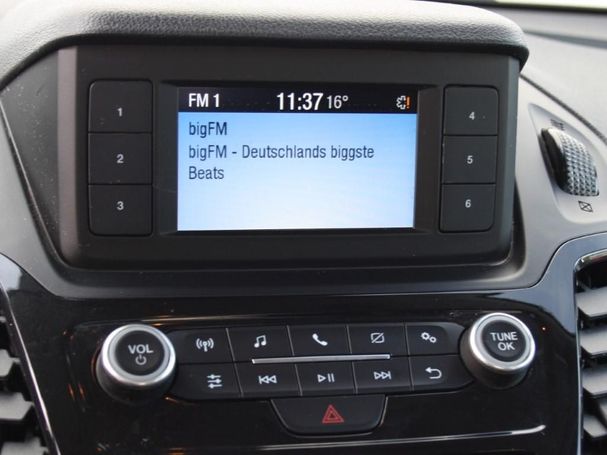 FM 1 11:37 16°
bigFM
bigFM - Deutschlands biggste
Beats
1
2
3
4
5
6
VOL
TUNE
OK